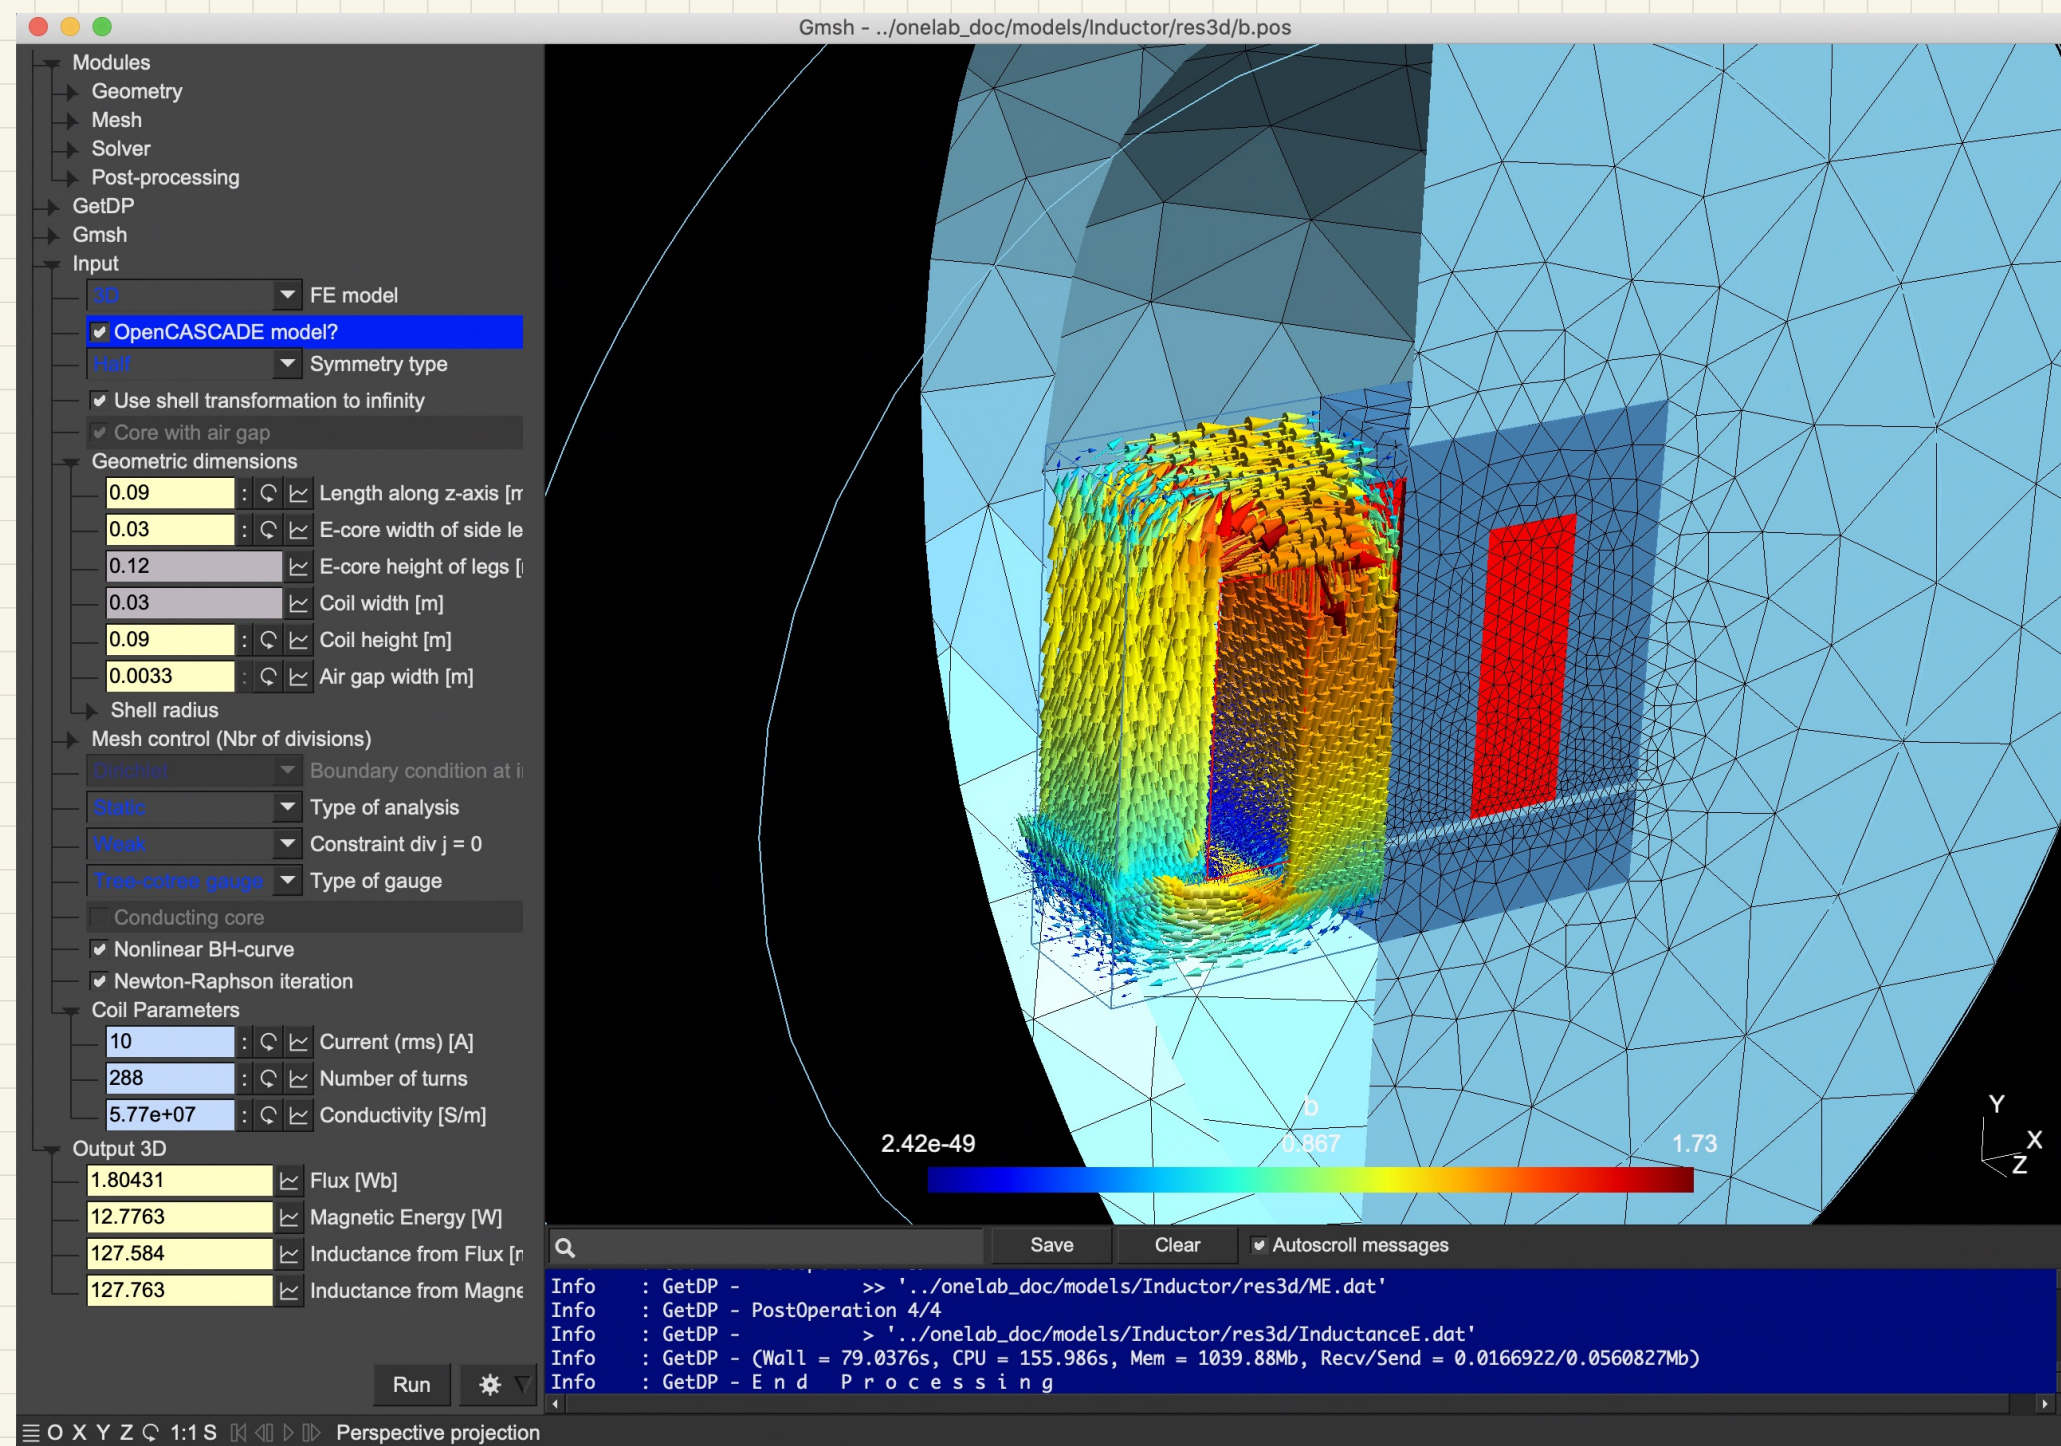 Gmsh - ../onelab_doc/models/Inductor/res3d/b.pos
Modules
Geometry
Mesh
Solver
Post-processing
GetDP
Gmsh
Input
3D FE model
OpenCASCADE model?
Half Symmetry type
Use shell transformation to infinity
Core with air gap
Geometric dimensions
0.09 : Length along z-axis [m
0.03 : E-core width of side le
0.12 E-core height of legs [
0.03 Coil width [m]
0.09 : Coil height [m]
0.0033 : Air gap width [m]
Shell radius
Mesh control (Nbr of divisions)
Dirichlet Boundary condition at i
Static Type of analysis
Weak Constraint div j = 0
Tree-cotree gauge Type of gauge
Conducting core
Nonlinear BH-curve
Newton-Raphson iteration
Coil Parameters
10 : Current (rms) [A]
288 : Number of turns
5.77e+07 : Conductivity [S/m]
Output 3D
1.80431 Flux [Wb]
12.7763 Magnetic Energy [W]
127.584 Inductance from Flux [
127.763 Inductance from Magne
Run
b
2.42e-49 0.867 1.73
Y
X
Z
Save Clear Autoscroll messages
Info : GetDP - >> '../onelab_doc/models/Inductor/res3d/ME.dat'
Info : GetDP - PostOperation 4/4
Info : GetDP - > '../onelab_doc/models/Inductor/res3d/InductanceE.dat'
Info : GetDP - (Wall = 79.0376s, CPU = 155.986s, Mem = 1039.88Mb, Recv/Send = 0.0166922/0.0560827Mb)
Info : GetDP - E n d P r o c e s s i n g
O X Y Z 1:1 S Perspective projection